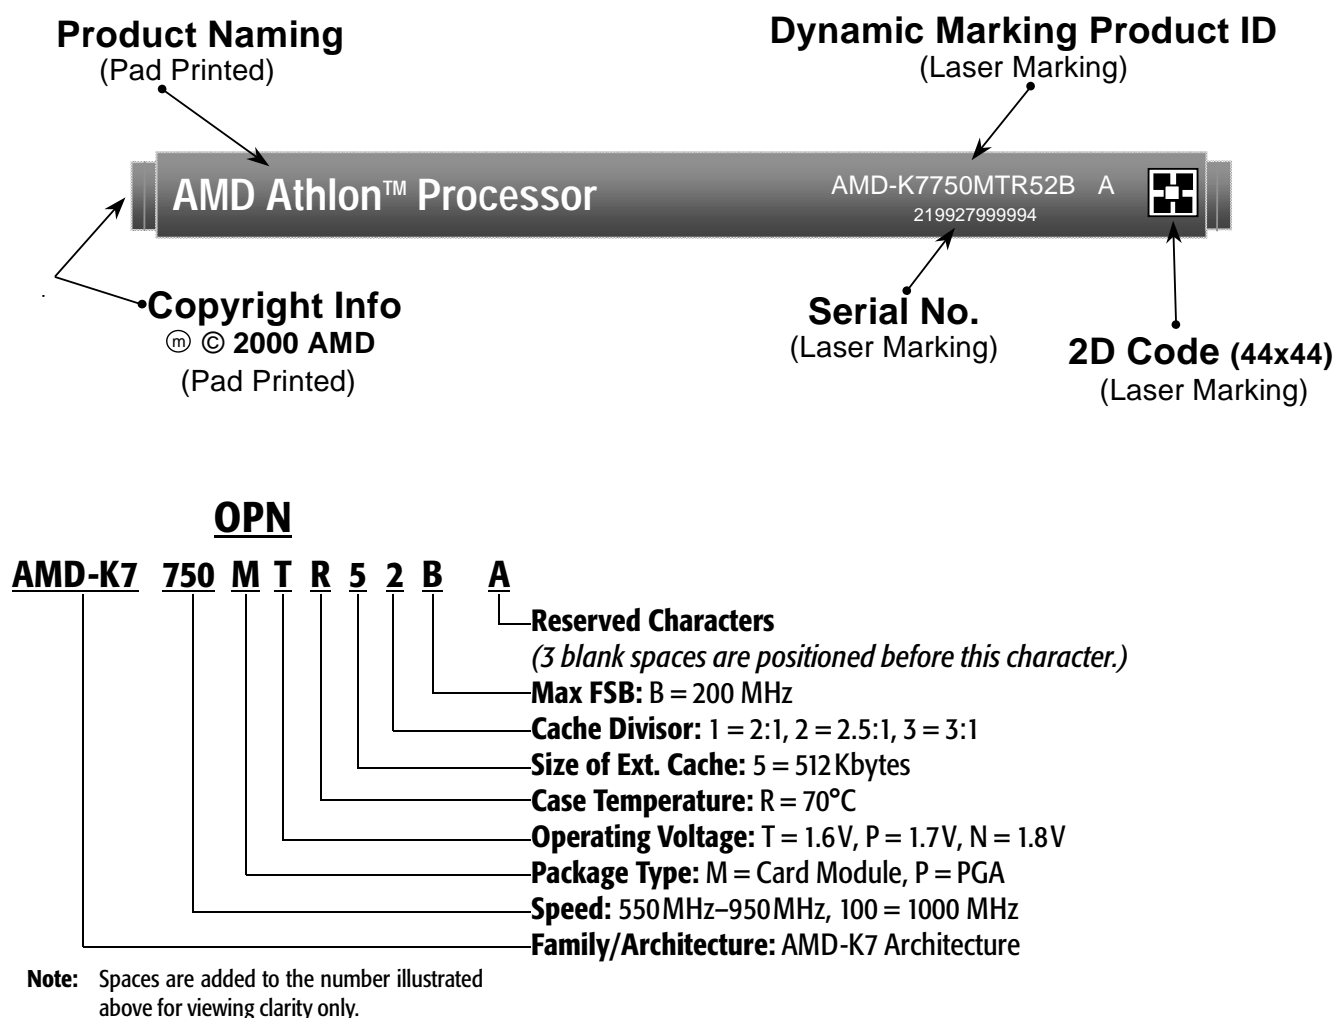 Product Naming
(Pad Printed)
Dynamic Marking Product ID
(Laser Marking)
AMD Athlon™ Processor
AMD-K7750MTR52B A
219927999994
Copyright Info
ⓜ © 2000 AMD
(Pad Printed)
Serial No.
(Laser Marking)
2D Code (44x44)
(Laser Marking)
OPN
AMD-K7 750 M T R 5 2 B A
Reserved Characters
(3 blank spaces are positioned before this character.)
Max FSB: B = 200 MHz
Cache Divisor: 1 = 2:1, 2 = 2.5:1, 3 = 3:1
Size of Ext. Cache: 5 = 512Kbytes
Case Temperature: R = 70°C
Operating Voltage: T = 1.6V, P = 1.7V, N = 1.8V
Package Type: M = Card Module, P = PGA
Speed: 550MHz–950MHz, 100 = 1000 MHz
Family/Architecture: AMD-K7 Architecture
Note: Spaces are added to the number illustrated
above for viewing clarity only.